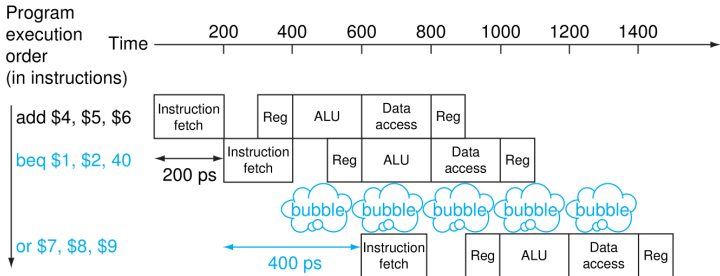 Program
execution
order
(in instructions)
Time
200 400 600 800 1000 1200 1400
add $4, $5, $6
Instruction
fetch
Reg
ALU
Data
access
Reg
beq $1, $2, 40
200 ps
Instruction
fetch
Reg
ALU
Data
access
Reg
bubble bubble bubble bubble bubble
or $7, $8, $9
400 ps
Instruction
fetch
Reg
ALU
Data
access
Reg